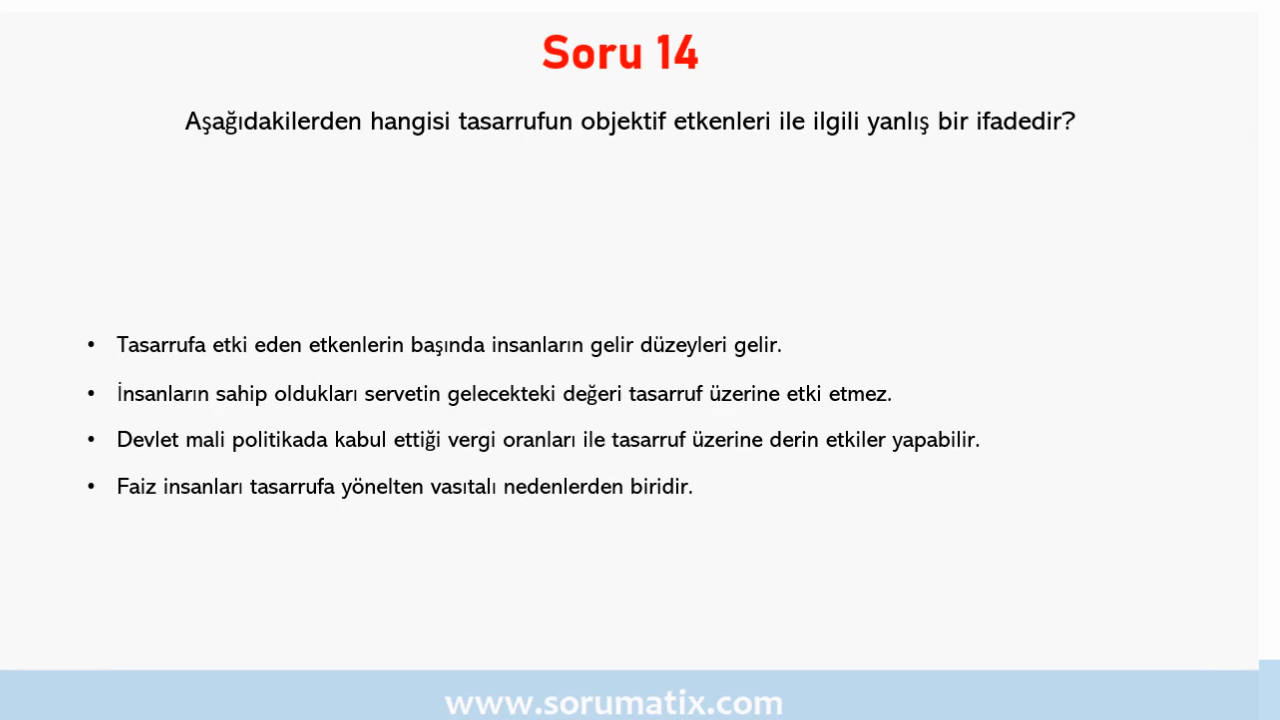 Soru 14
Aşağıdakilerden hangisi tasarrufun objektif etkenleri ile ilgili yanlış bir ifadedir?
• Tasarrufa etki eden etkenlerin başında insanların gelir düzeyleri gelir.
• İnsanların sahip oldukları servetin gelecekteki değeri tasarruf üzerine etki etmez.
• Devlet mali politikada kabul ettiği vergi oranları ile tasarruf üzerine derin etkiler yapabilir.
• Faiz insanları tasarrufa yönelten vasıtalı nedenlerden biridir.
www.sorumatix.com